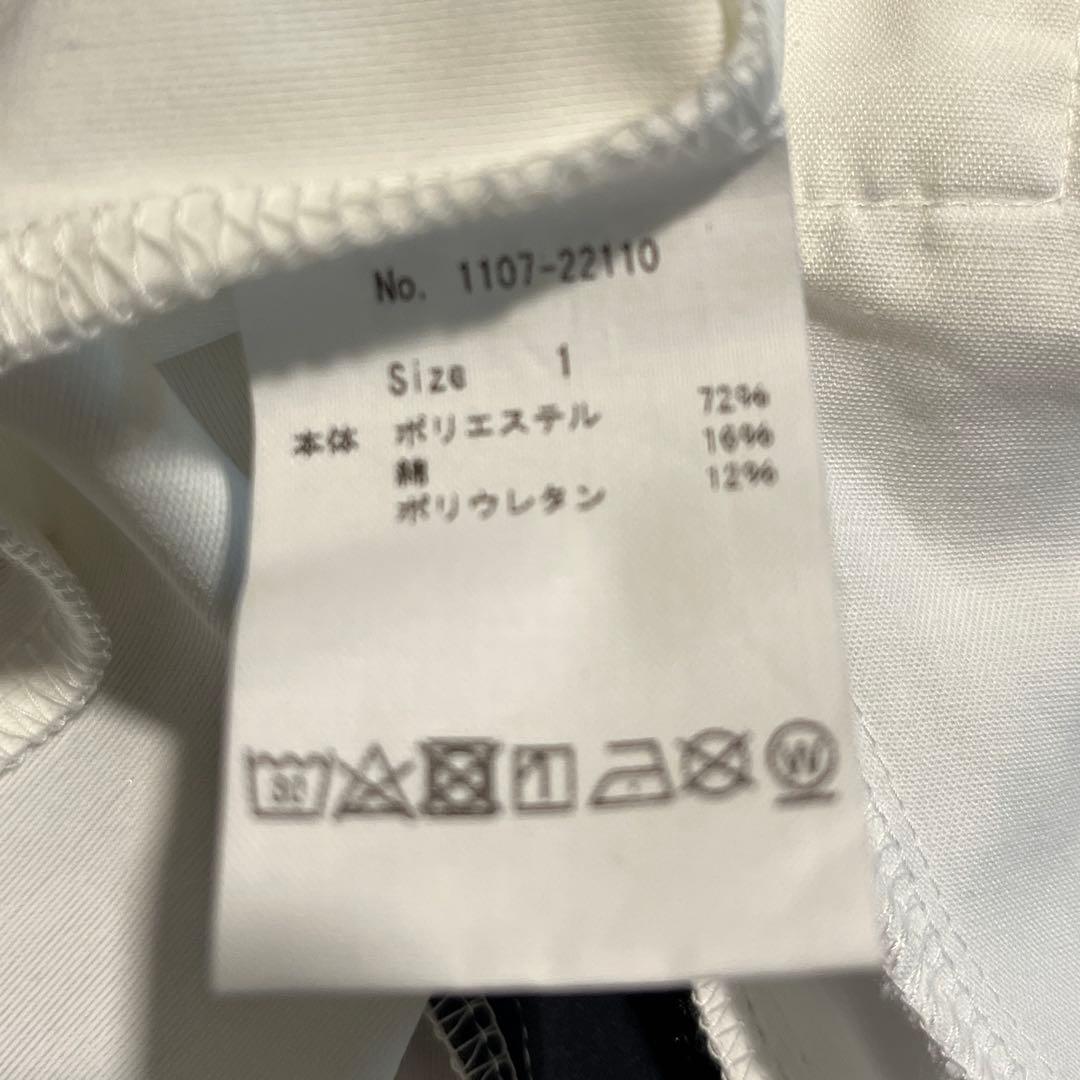 No. 1107-22110
Size 1
本体 ポリエステル 72%
綿 16%
ポリウレタン 12%
30
W